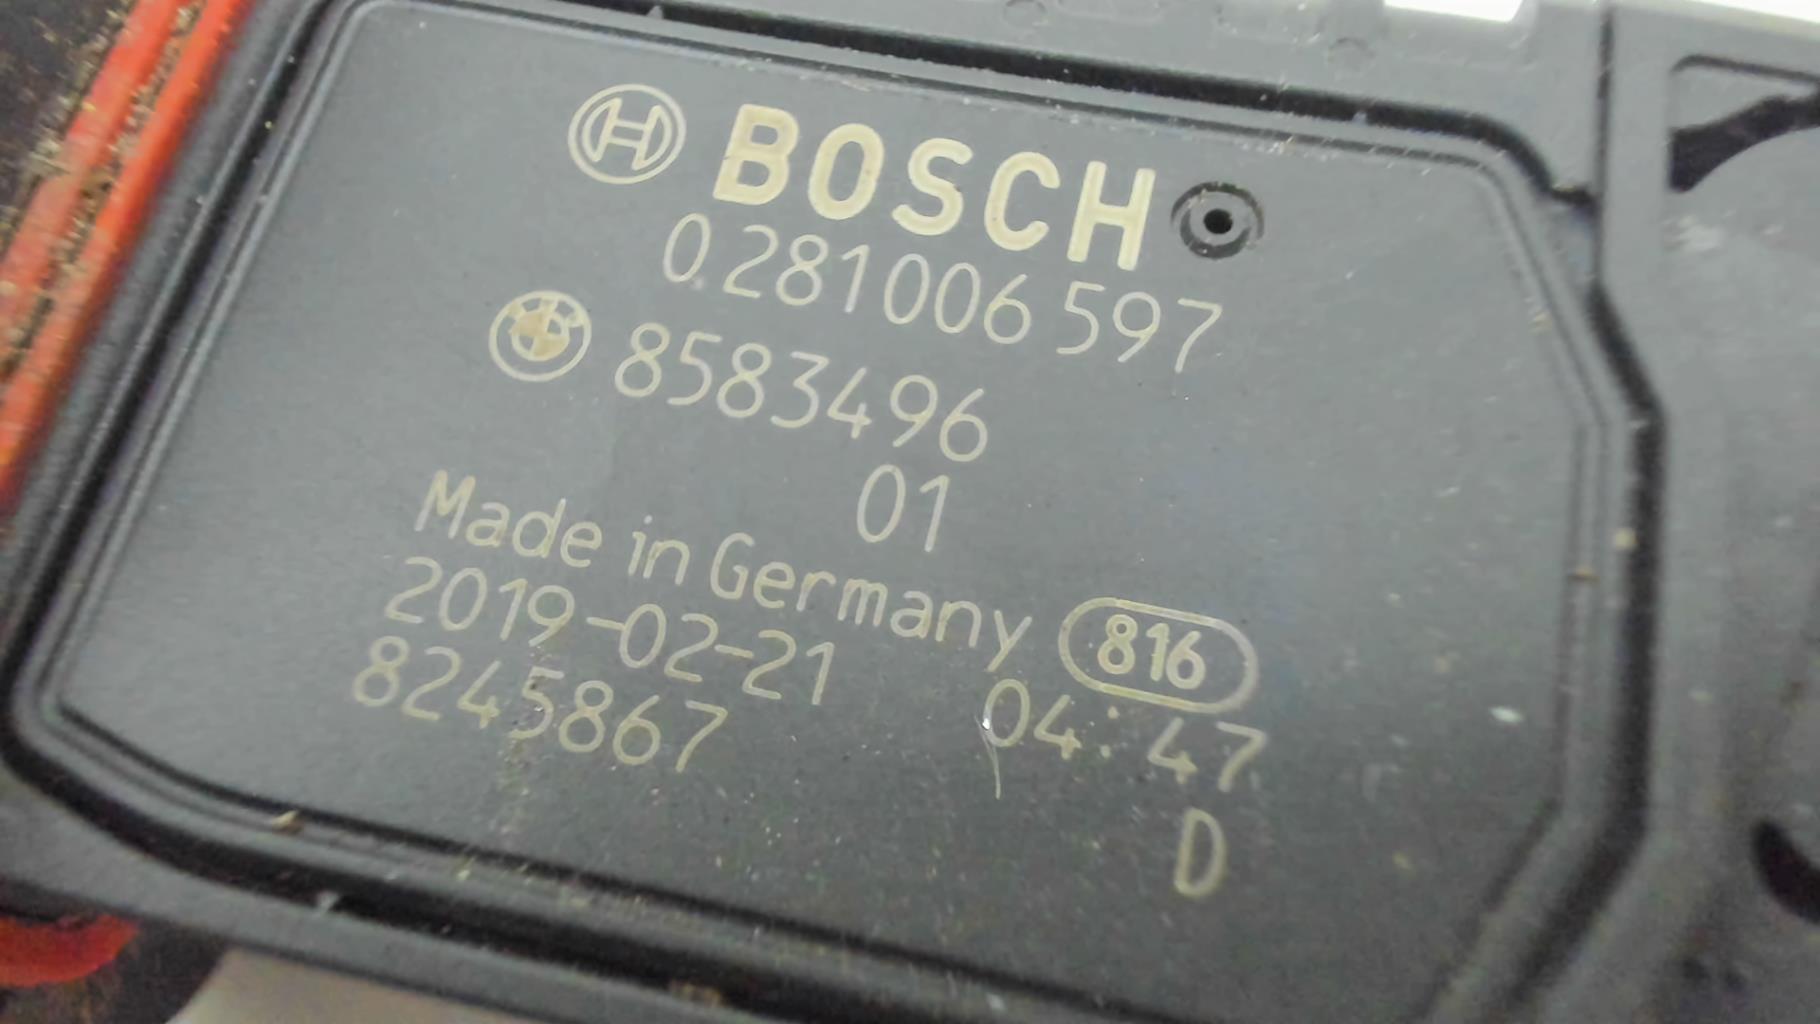 BOSCH
0 281 006 597
8583496
01
Made in Germany 816
2019-02-21 04:47
8245867 D